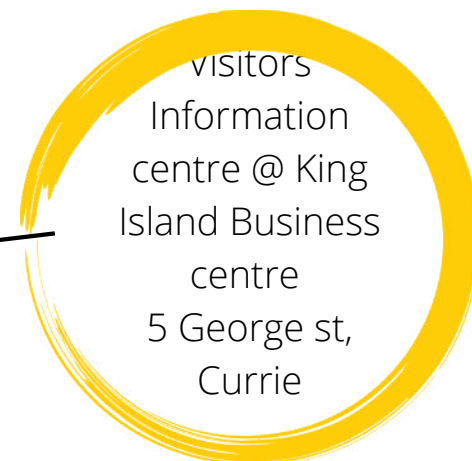 Visitors
Information
centre @ King
Island Business
centre
5 George st,
Currie